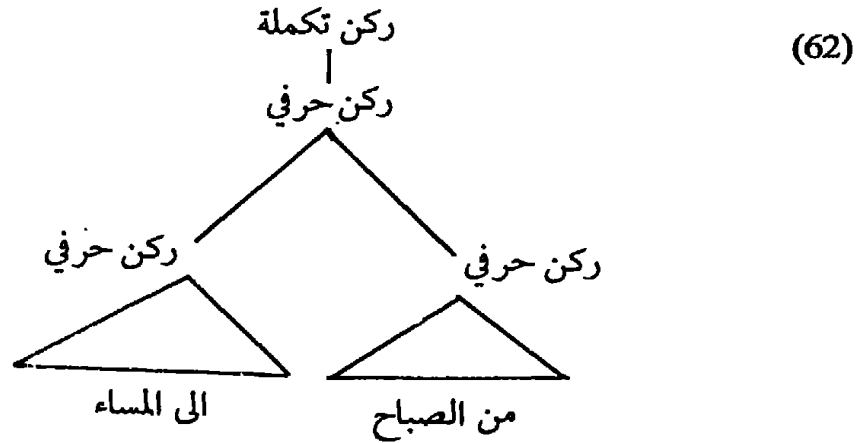 (62)
ركن تكملة
ركن حرفي
ركن حرفي
ركن حرفي
من الصباح
الى المساء